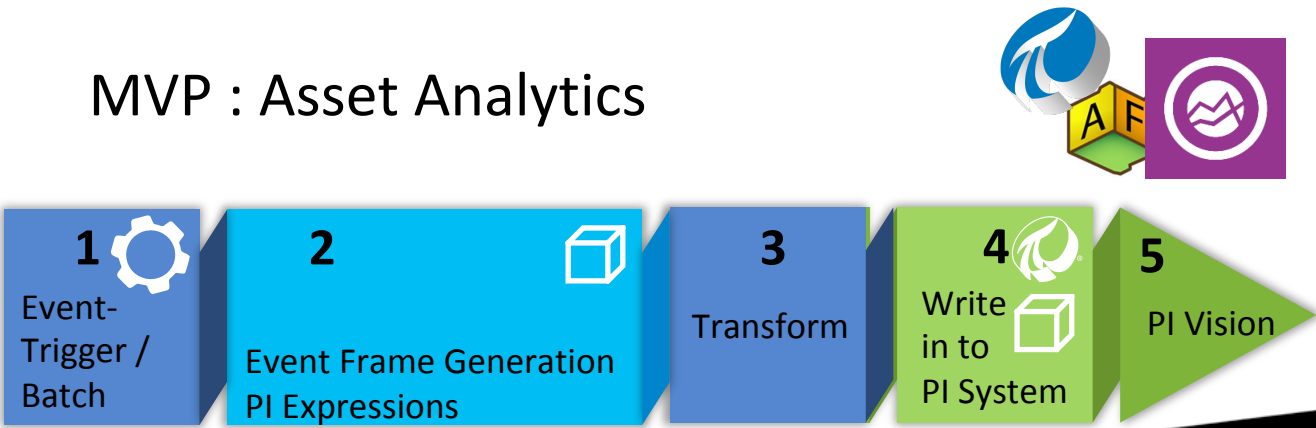 MVP : Asset Analytics
A F
1
Event-
Trigger /
Batch
2
Event Frame Generation
PI Expressions
3
Transform
4
Write
in to
PI System
5
PI Vision